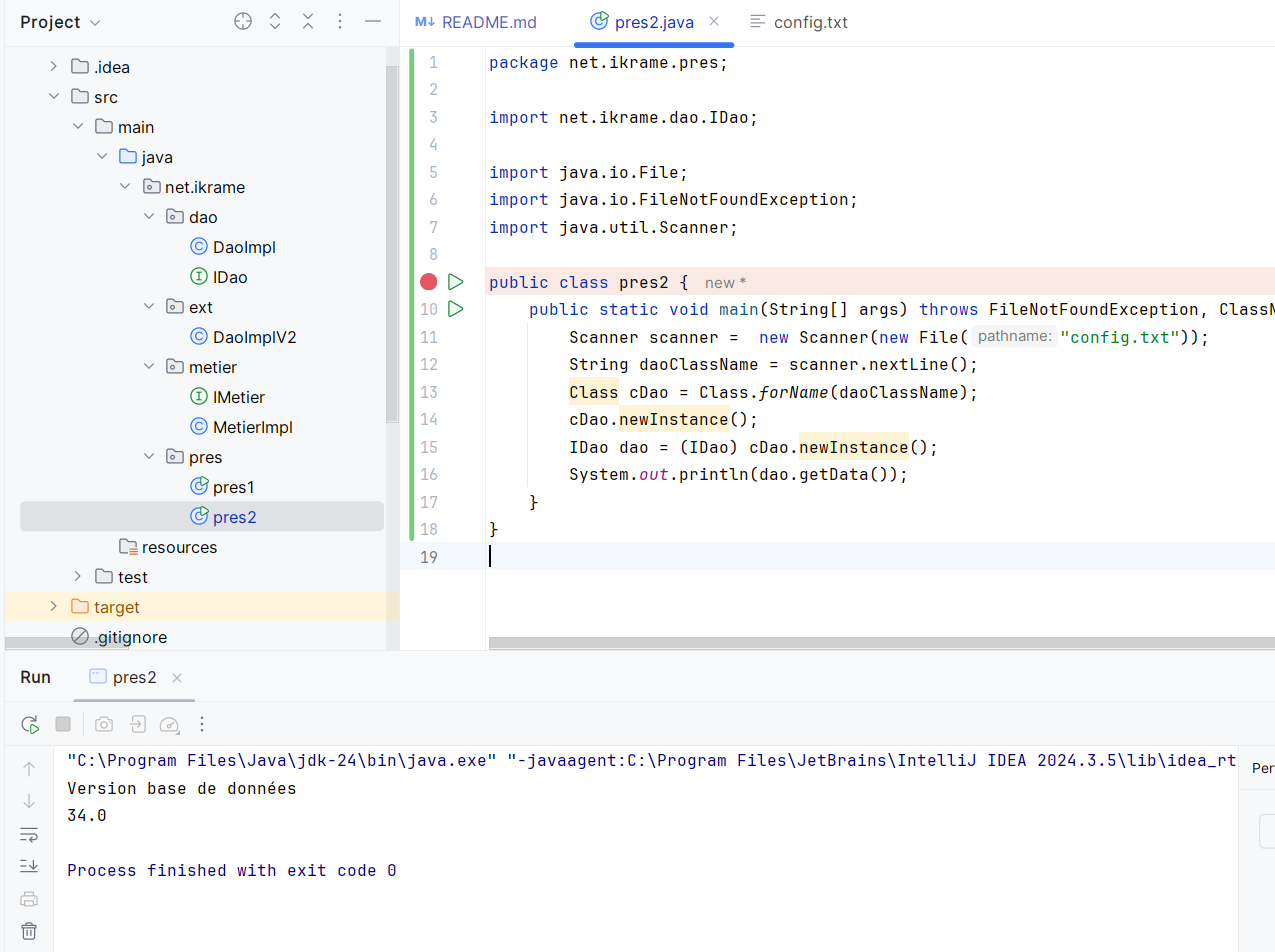 Project
README.md
pres2.java
config.txt
.idea
src
main
java
net.ikrame
dao
DaoImpl
IDao
ext
DaoImplV2
metier
IMetier
MetierImpl
pres
pres1
pres2
resources
test
target
.gitignore
1 package net.ikrame.pres;
2
3 import net.ikrame.dao.IDao;
4
5 import java.io.File;
6 import java.io.FileNotFoundException;
7 import java.util.Scanner;
8
public class pres2 { new *
10 public static void main(String[] args) throws FileNotFoundException, ClassN
11 Scanner scanner = new Scanner(new File( pathname: "config.txt"));
12 String daoClassName = scanner.nextLine();
13 Class cDao = Class.forName(daoClassName);
14 cDao.newInstance();
15 IDao dao = (IDao) cDao.newInstance();
16 System.out.println(dao.getData());
17 }
18 }
19
Run
pres2
"C:\Program Files\Java\jdk-24\bin\java.exe" "-javaagent:C:\Program Files\JetBrains\IntelliJ IDEA 2024.3.5\lib\idea_rt
Version base de données
34.0
Process finished with exit code 0
Per